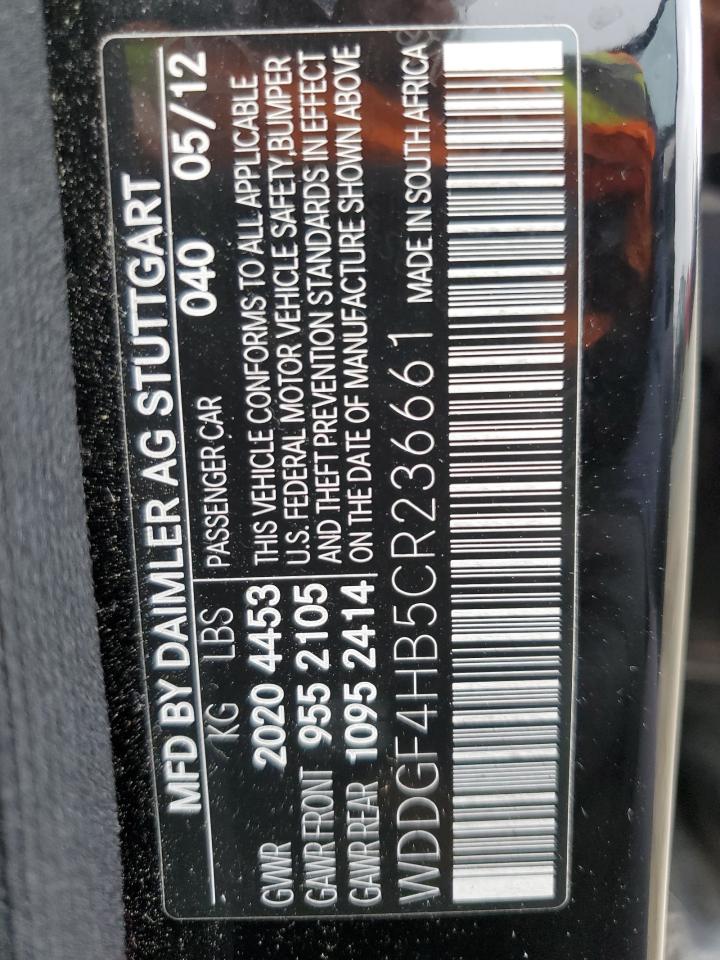 MFD BY DAIMLER AG STUTTGART
KG LBS 040 05/12
PASSENGER CAR
GVWR 2020 4453
GAWR FRONT 955 2105
GAWR REAR 1095 2414
THIS VEHICLE CONFORMS TO ALL APPLICABLE
U.S. FEDERAL MOTOR VEHICLE SAFETY,BUMPER
AND THEFT PREVENTION STANDARDS IN EFFECT
ON THE DATE OF MANUFACTURE SHOWN ABOVE
WDDGF4HB5CR236661 MADE IN SOUTH AFRICA